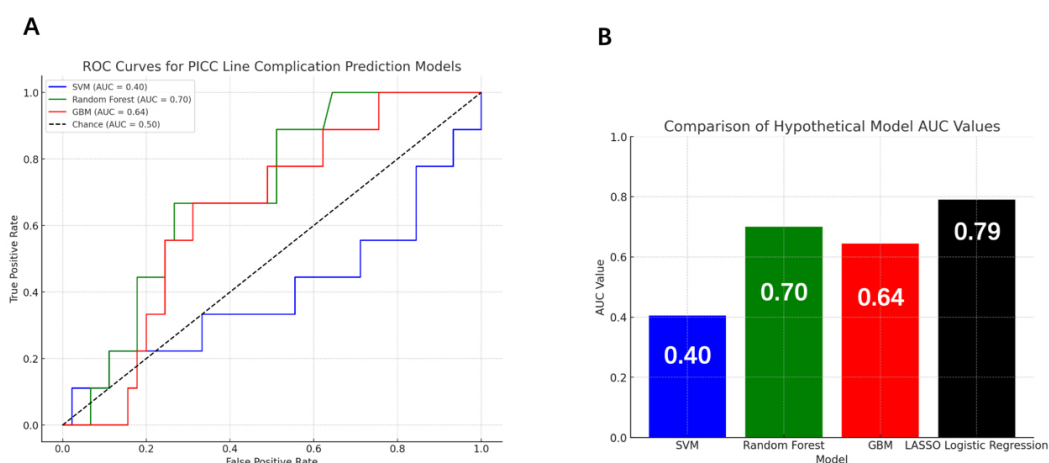 A
ROC Curves for PICC Line Complication Prediction Models
SVM (AUC = 0.40)
Random Forest (AUC = 0.70)
GBM (AUC = 0.64)
Chance (AUC = 0.50)
1.0
0.8
0.6
0.4
0.2
0.0
True Positive Rate
0.0 0.2 0.4 0.6 0.8 1.0
False Positive Rate
B
Comparison of Hypothetical Model AUC Values
1.0
0.8
0.6
0.4
0.2
0.0
AUC Value
0.40
0.70
0.64
0.79
SVM Random Forest GBM LASSO Logistic Regression
Model